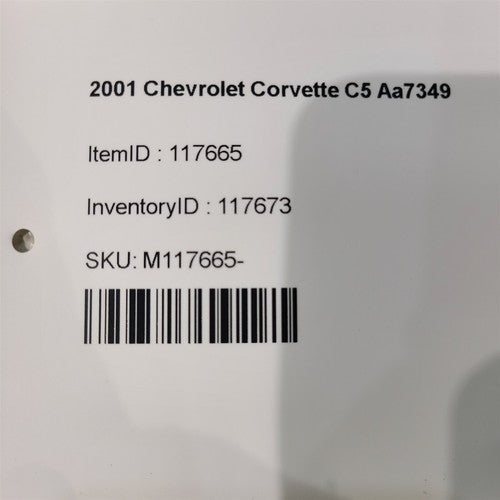 2001 Chevrolet Corvette C5 Aa7349
ItemID : 117665
InventoryID : 117673
SKU: M117665-